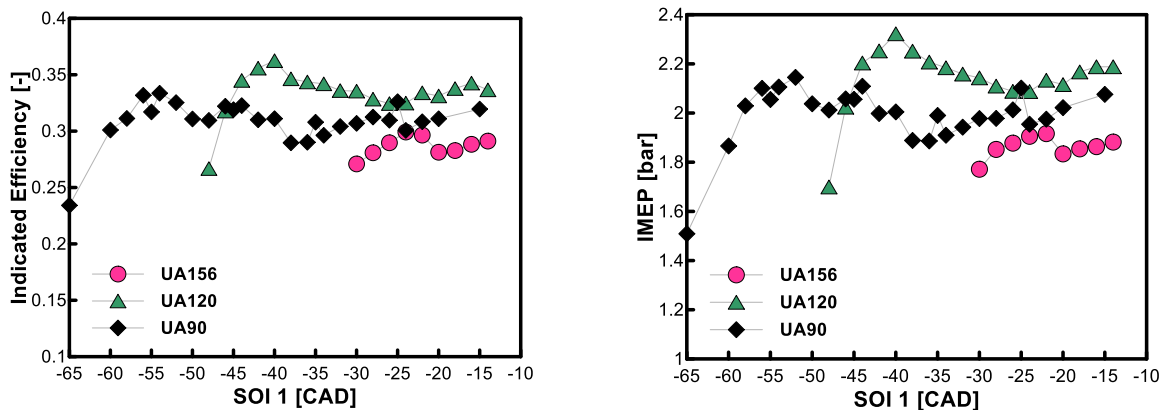 Indicated Efficiency [-]
0.4
0.35
0.3
0.25
0.2
0.15
0.1
UA156
UA120
UA90
-65 -60 -55 -50 -45 -40 -35 -30 -25 -20 -15 -10
SOI 1 [CAD]
IMEP [bar]
2.4
2.2
2
1.8
1.6
1.4
1.2
1
UA156
UA120
UA90
-65 -60 -55 -50 -45 -40 -35 -30 -25 -20 -15 -10
SOI 1 [CAD]